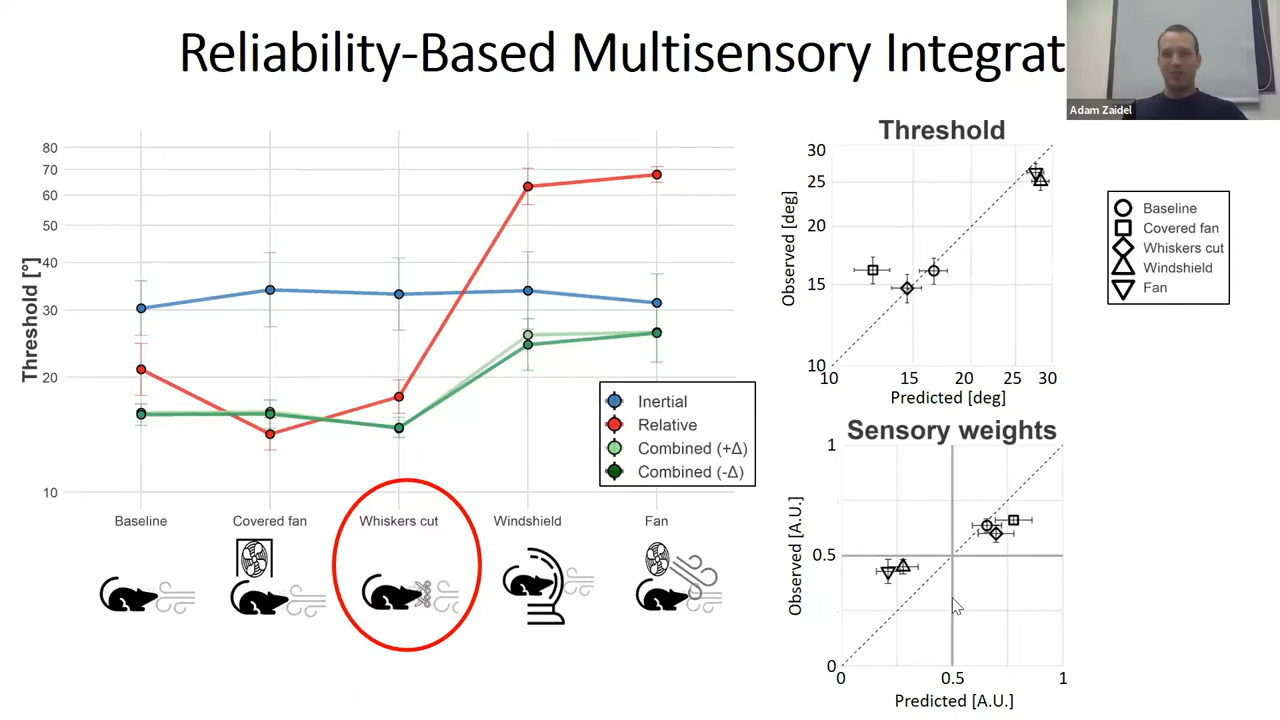 Reliability-Based Multisensory Integrat
Adam Zaidel
Threshold [°]
80
70
60
50
40
30
20
10
Inertial
Relative
Combined (+Δ)
Combined (-Δ)
Baseline
Covered fan
Whiskers cut
Windshield
Fan
Threshold
Observed [deg]
30
25
20
15
10
10
15
20
25
30
Predicted [deg]
Baseline
Covered fan
Whiskers cut
Windshield
Fan
Sensory weights
Observed [A.U.]
1
0.5
0
0
0.5
1
Predicted [A.U.]